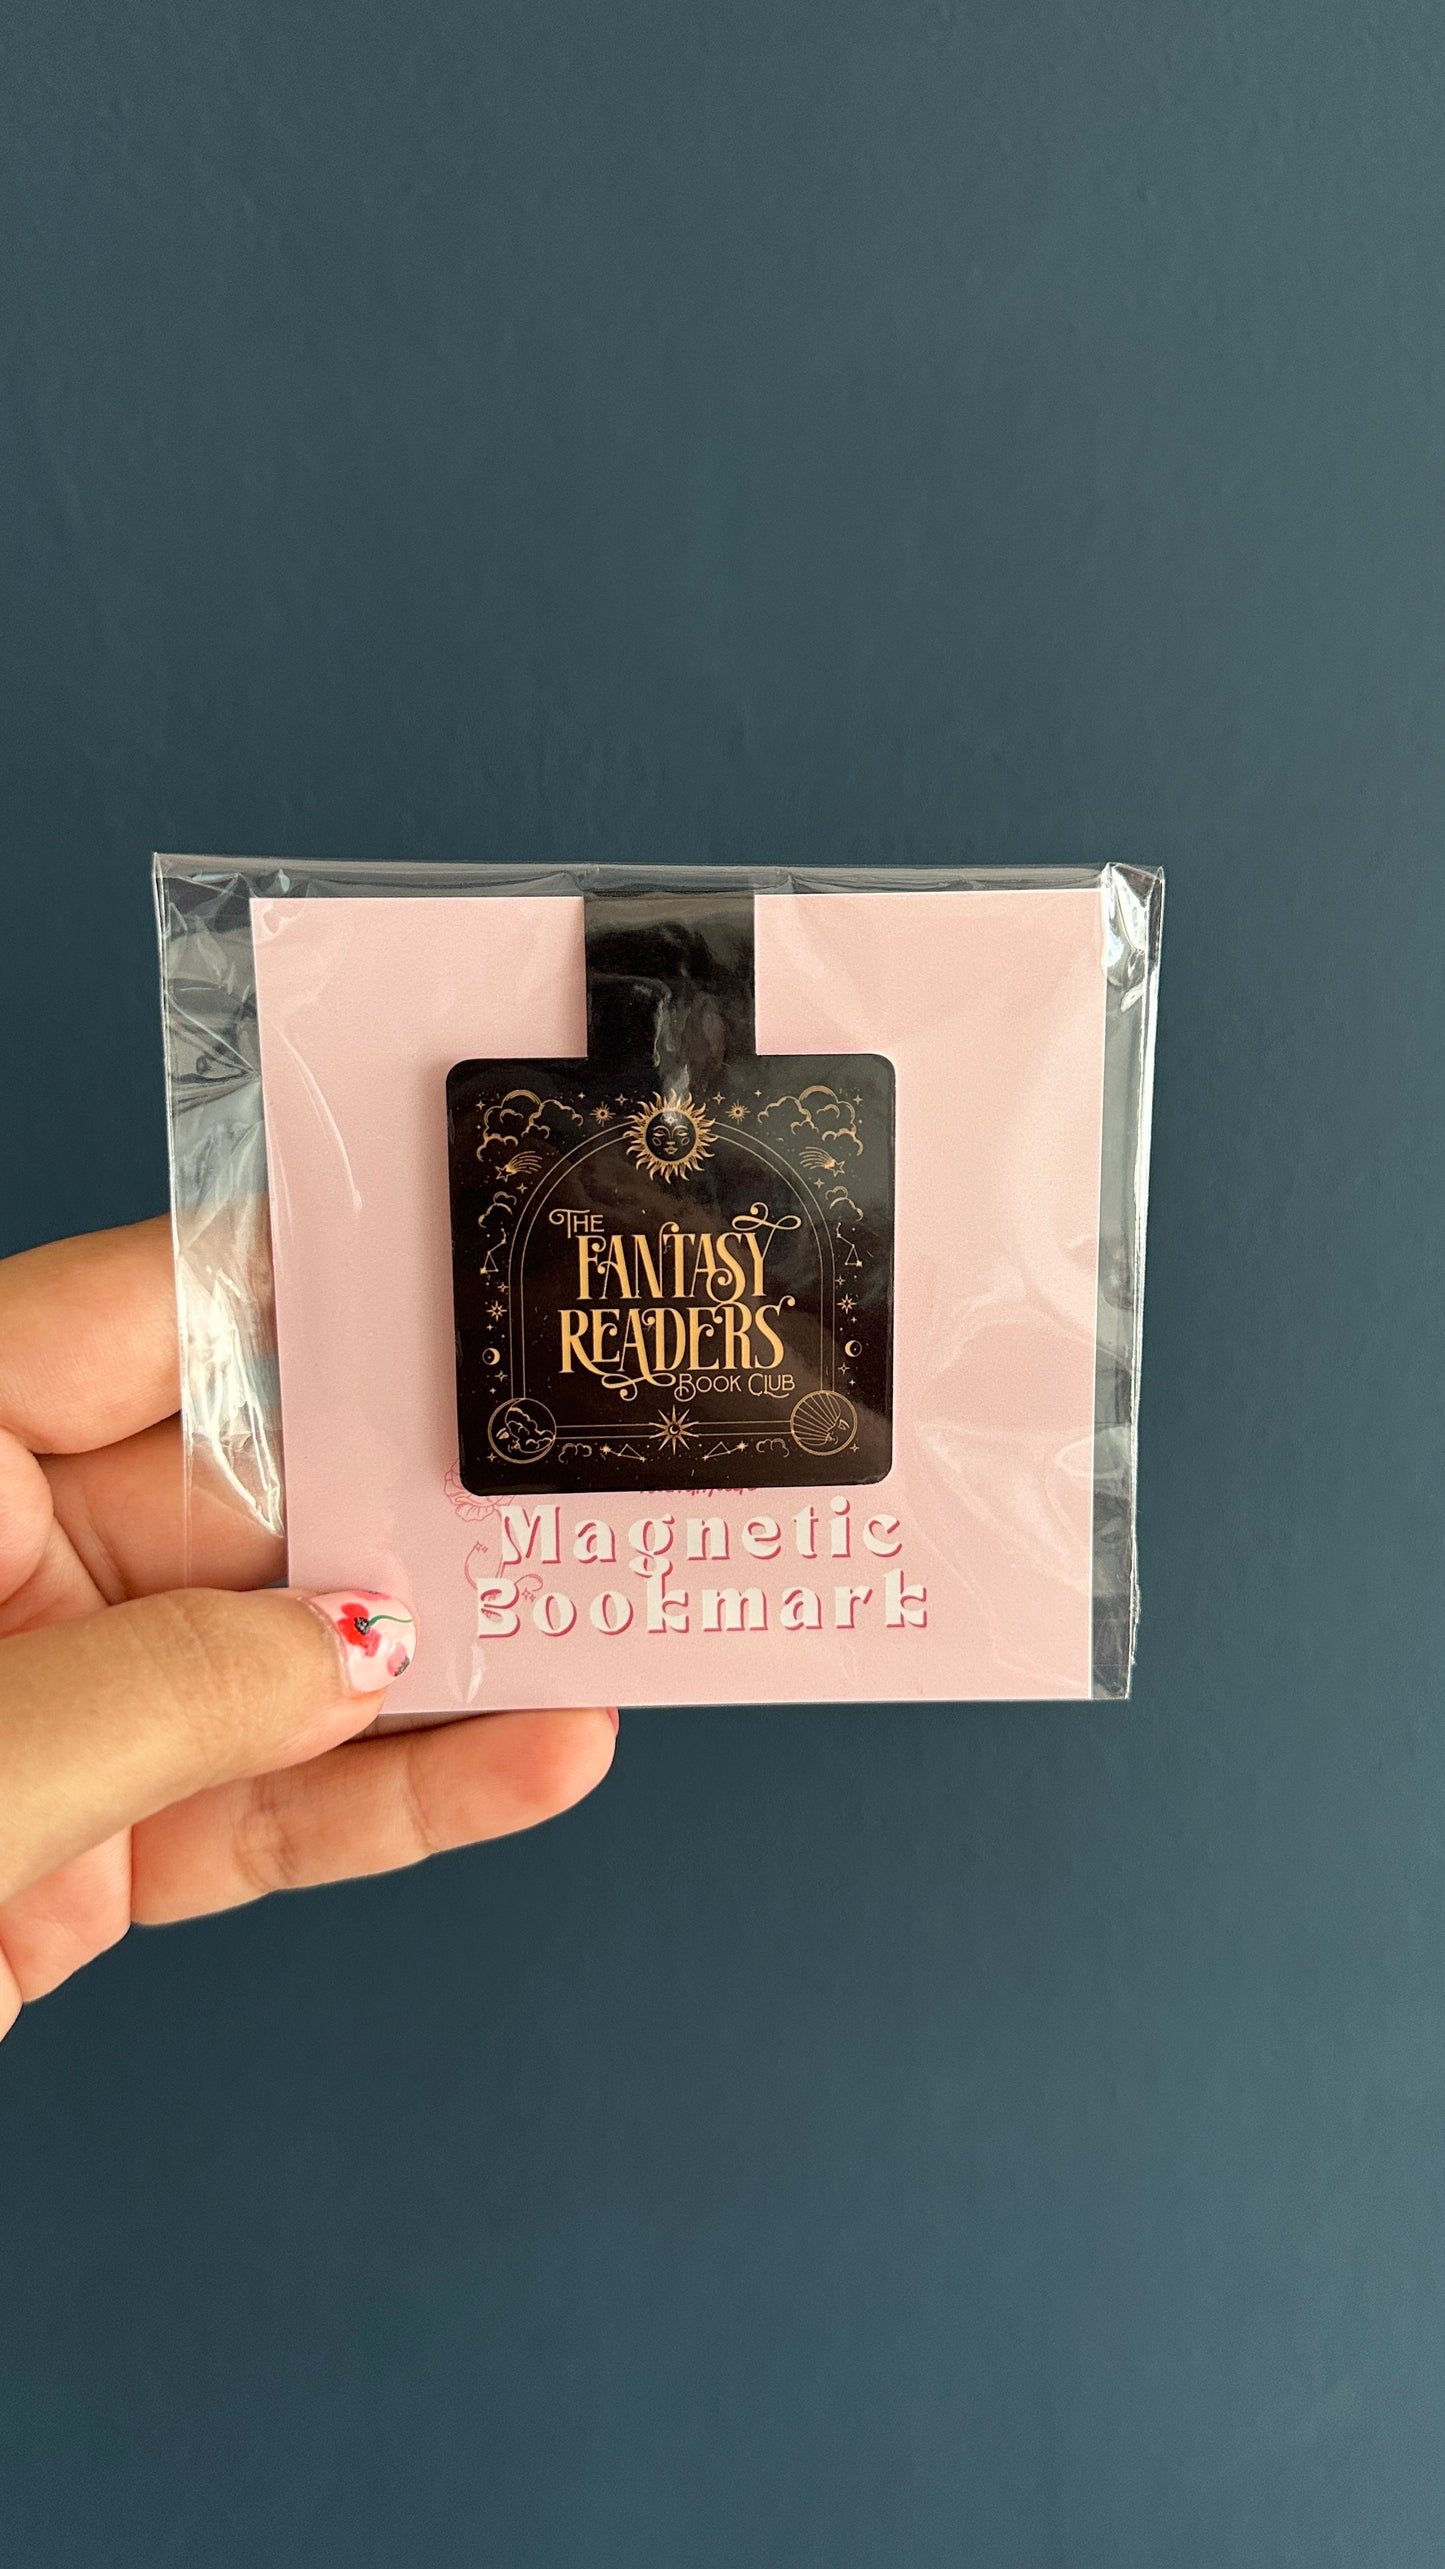 THE
FANTASY
READERS
BOOK CLUB
Magnetic
Bookmark